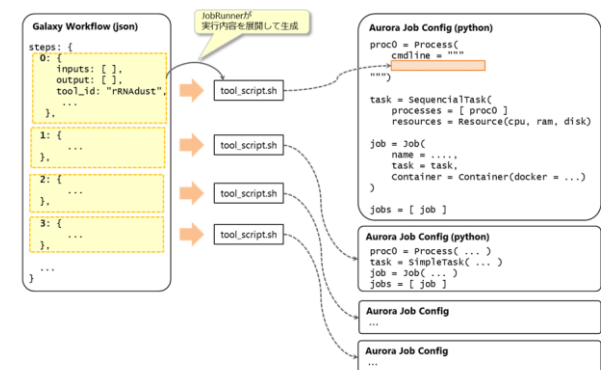 JobRunnerが
実行内容を展開して生成
Galaxy Workflow (json)
steps: {
0: {
inputs: [ ],
output: [ ],
tool_id: "rRNAdust",
...
},
1: {
...
},
2: {
...
},
3: {
...
},
...
}
tool_script.sh
tool_script.sh
tool_script.sh
tool_script.sh
Aurora Job Config (python)
proc0 = Process(
cmdline = """
""")
task = SequencialTask(
processes = [ proc0 ]
resources = Resource(cpu, ram, disk)
job = Job(
name = ....,
task = task,
Container = Container(docker = ...)
)
jobs = [ job ]
Aurora Job Config (python)
proc0 = Process( ... )
task = SimpleTask( ... )
job = Job( ... )
jobs = [ job ]
Aurora Job Config
...
Aurora Job Config
...